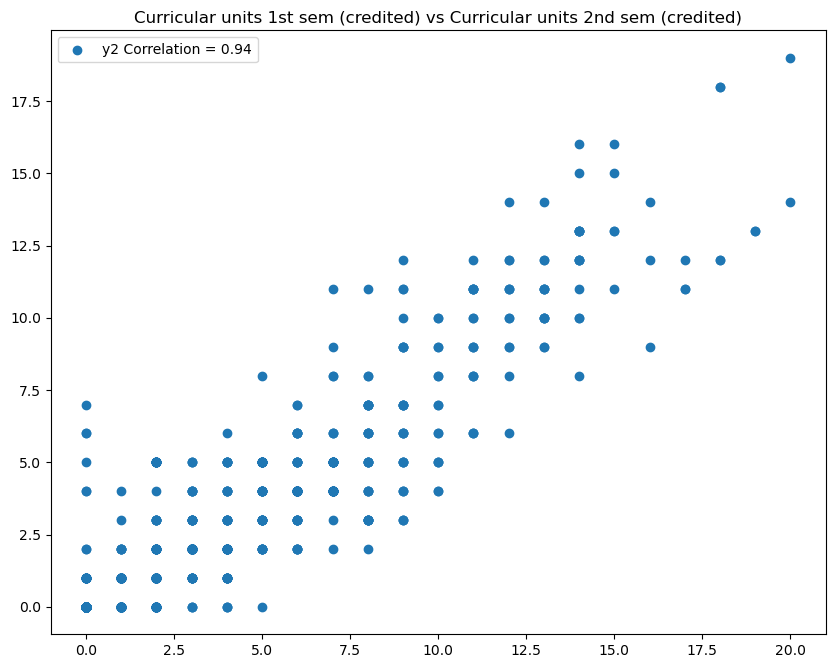 Curricular units 1st sem (credited) vs Curricular units 2nd sem (credited)
y2 Correlation = 0.94
17.5
15.0
12.5
10.0
7.5
5.0
2.5
0.0
0.0 2.5 5.0 7.5 10.0 12.5 15.0 17.5 20.0